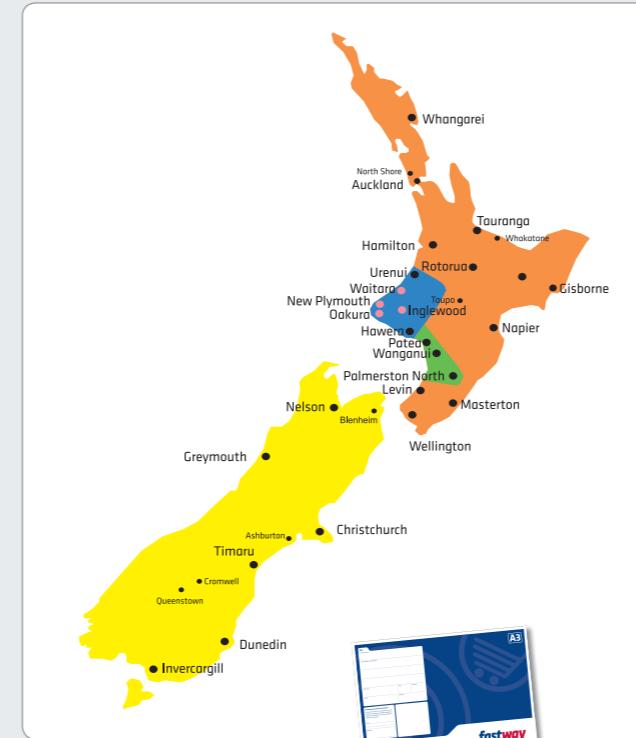 Whangarei
North Shore
Auckland
Tauranga
Whakatane
Hamilton
Urenui
Rotorua
Waitara
Gisborne
New Plymouth
Taupo
Oakura
Inglewood
Hawera
Napier
Patea
Wanganui
Palmerston North
Levin
Masterton
Nelson
Blenheim
Wellington
Greymouth
Ashburton
Christchurch
Timaru
Cromwell
Queenstown
Dunedin
Invercargill
A3
fastway